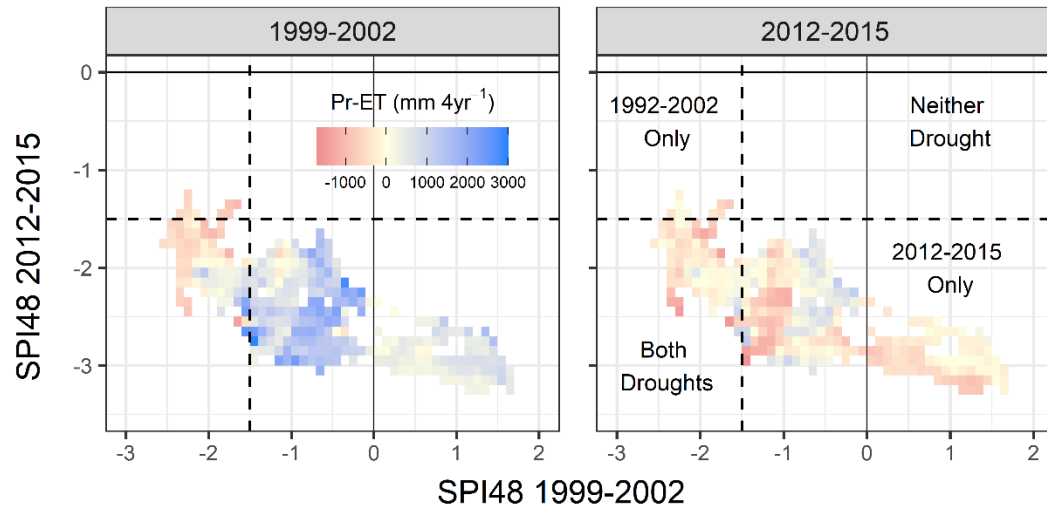 1999-2002
2012-2015
SPI48 2012-2015
0
-1
-2
-3
Pr-ET (mm 4yr⁻¹)
-1000 0 1000 2000 3000
1992-2002
Only
Neither
Drought
2012-2015
Only
Both
Droughts
-3 -2 -1 0 1 2
-3 -2 -1 0 1 2
SPI48 1999-2002